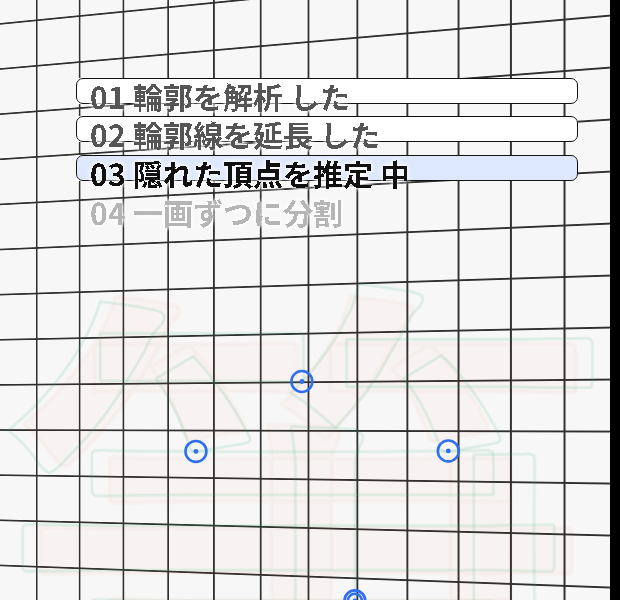 01 輪郭を解析 した
02 輪郭線を延長 した
03 隠れた頂点を推定 中
04 一画ずつに分割